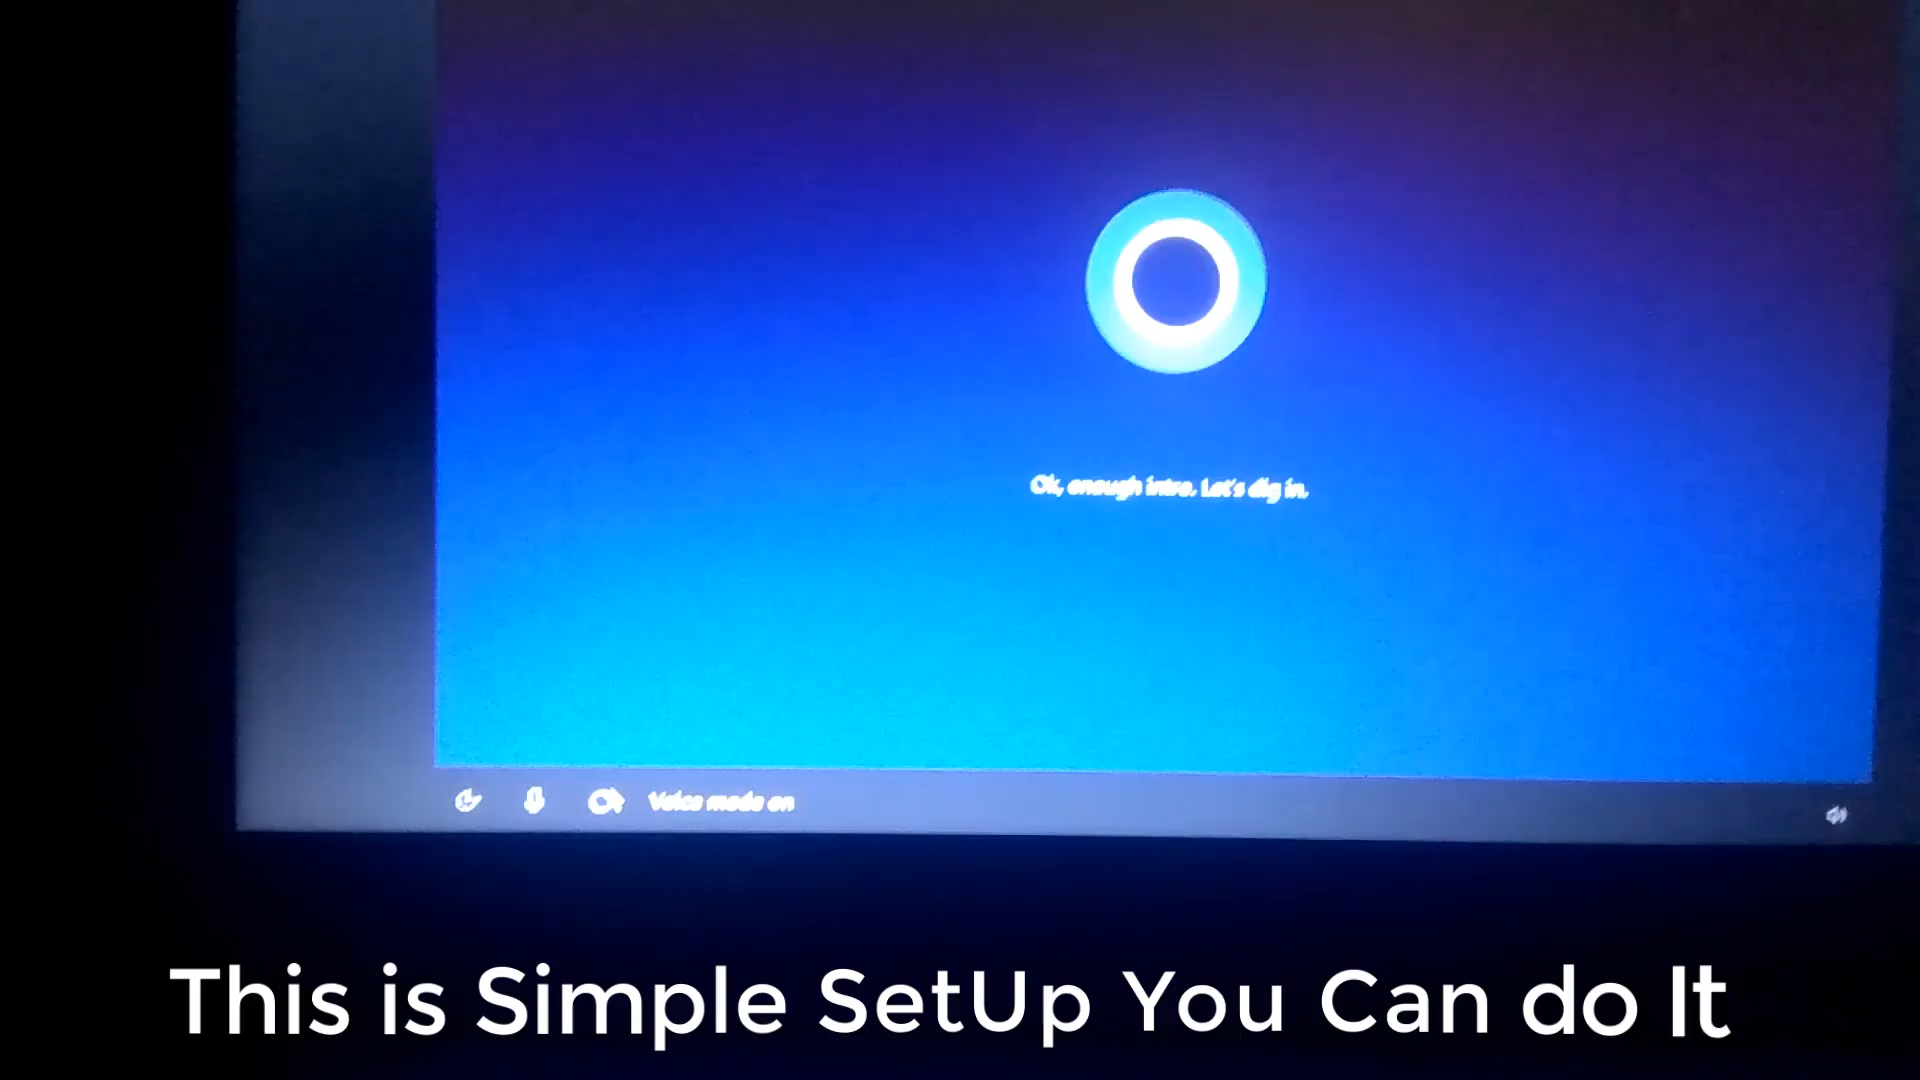 Ok, enough intro. Let's dig in.
Voice mode on
This is Simple SetUp You Can do It